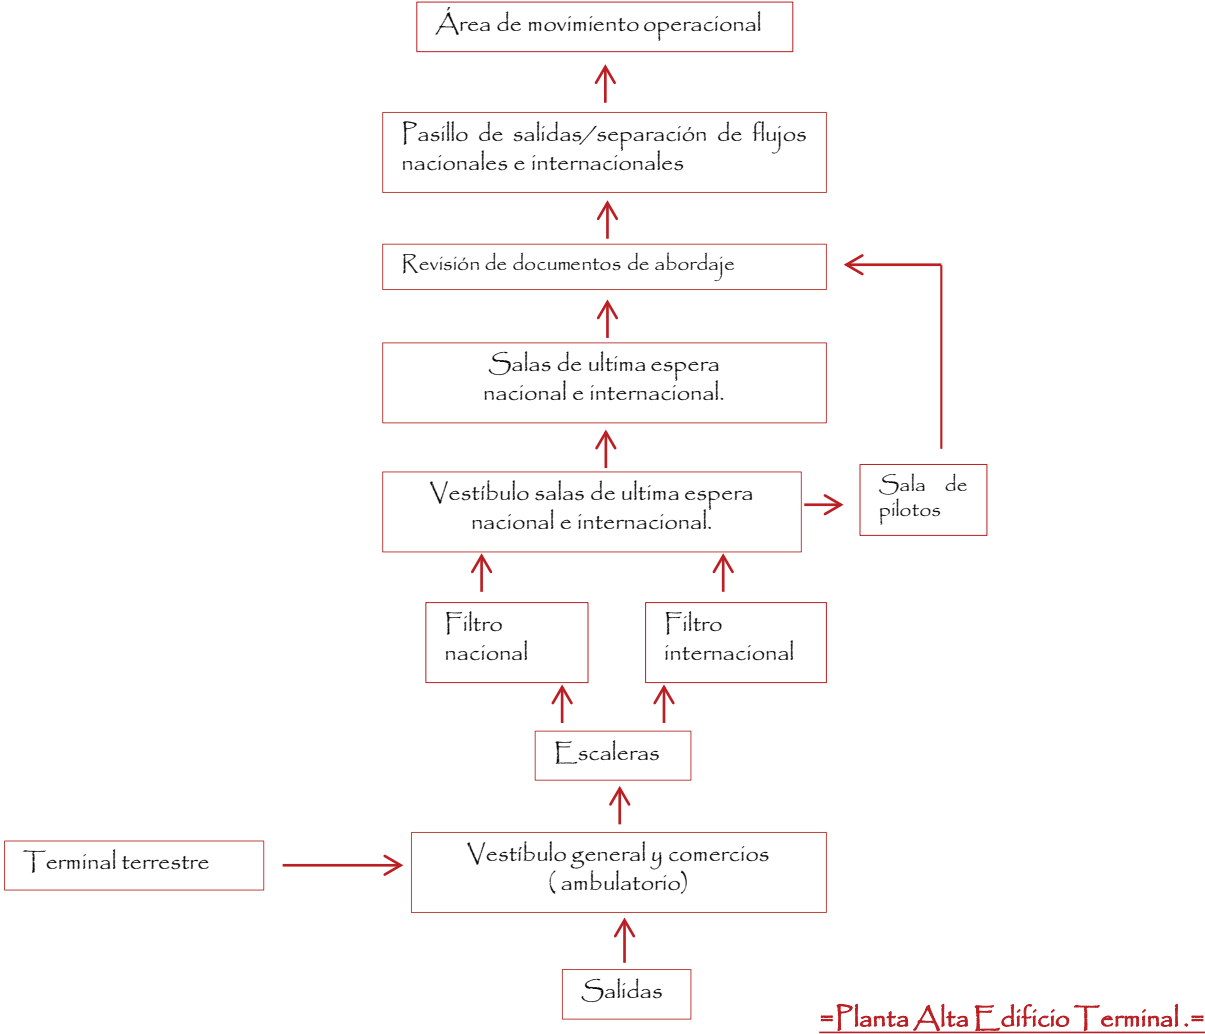 Área de movimiento operacional
Pasillo de salidas/separación de flujos
nacionales e internacionales
Revisión de documentos de abordaje
Salas de ultima espera
nacional e internacional.
Vestíbulo salas de ultima espera
nacional e internacional.
Sala de
pilotos
Filtro
nacional
Filtro
internacional
Escaleras
Terminal terrestre
Vestíbulo general y comercios
( ambulatorio)
Salidas
=Planta Alta Edificio Terminal.=